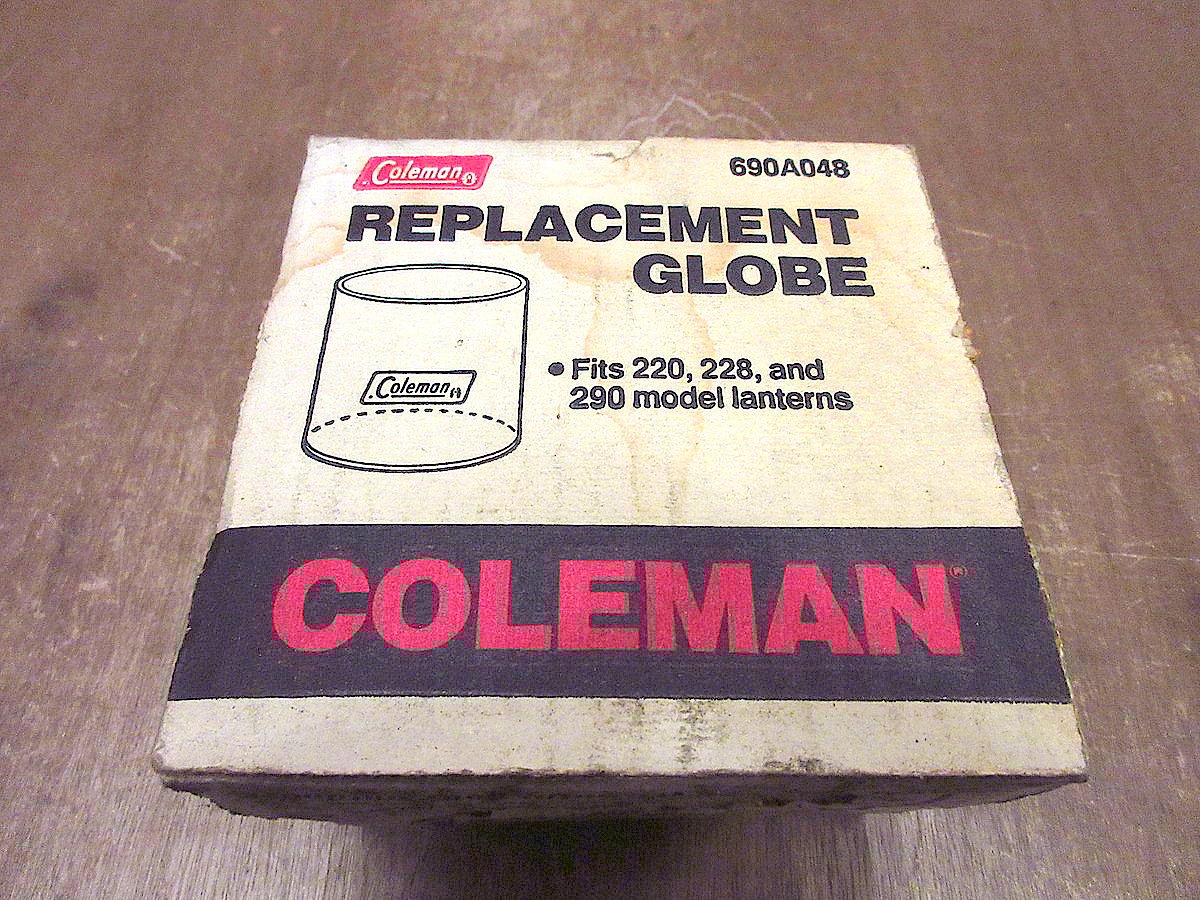 Coleman
690A048
REPLACEMENT
GLOBE
Coleman
• Fits 220, 228, and
290 model lanterns
COLEMAN®